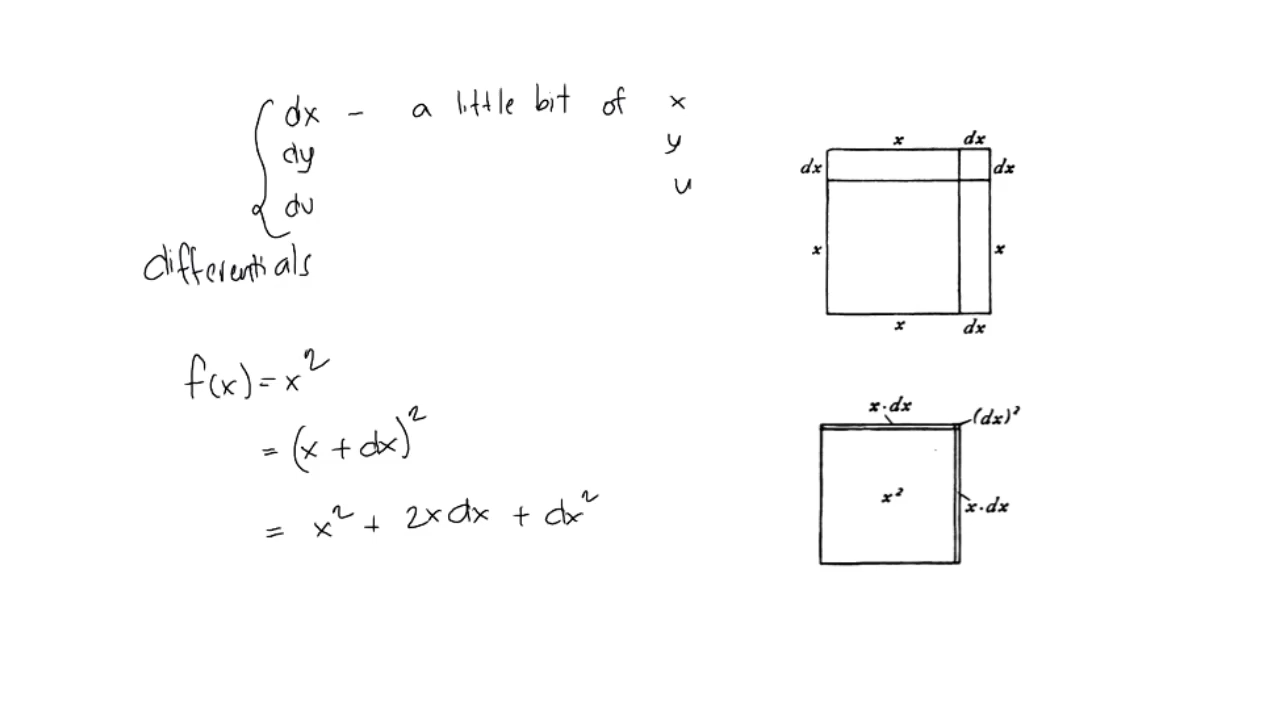 dx - a little bit of x
dy y
du u
differentials
f(x) = x²
= (x + dx)²
= x² + 2x dx + dx²
x dx
dx dx
x x
x dx
x·dx (dx)²
x²
x·dx